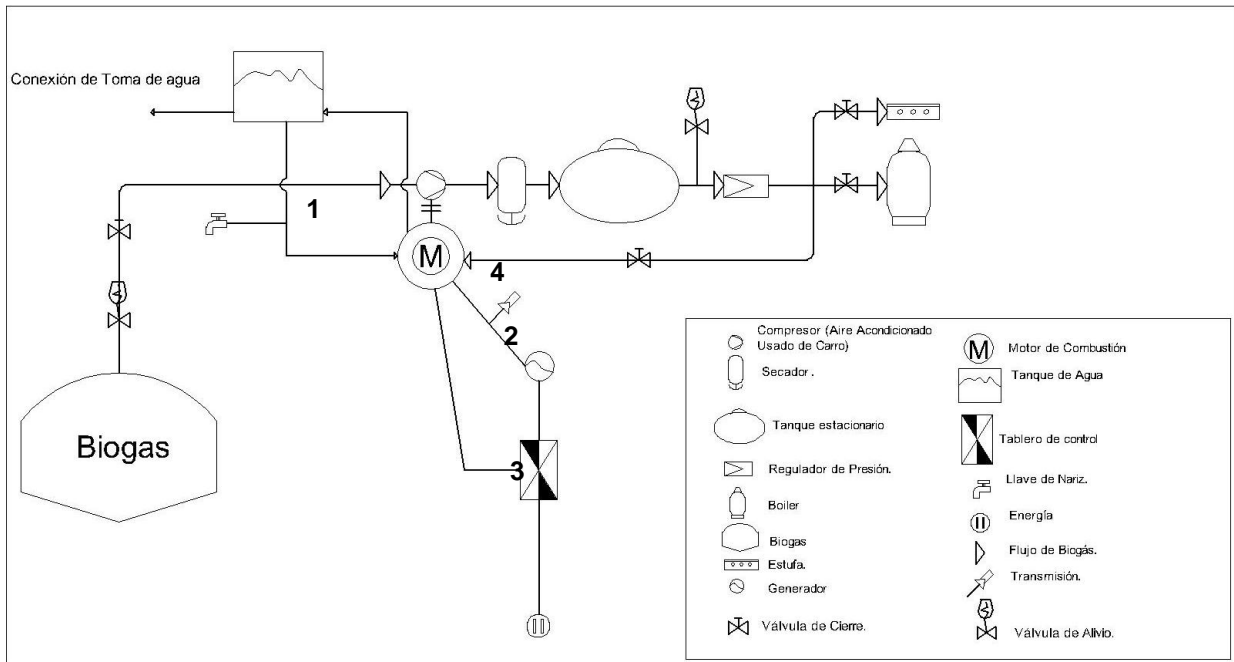 Conexión de Toma de agua
1
M
4
2
3
Biogas
Compresor (Aire Acondicionado
Usado de Carro)
Secador .
Tanque estacionario
Regulador de Presión.
Boiler
Biogas
Estufa.
Generador
Válvula de Cierre.
M
Motor de Combustión
Tanque de Agua
Tablero de control
Llave de Nariz.
Energía
Flujo de Biogás.
Transmisión.
Válvula de Alivio.